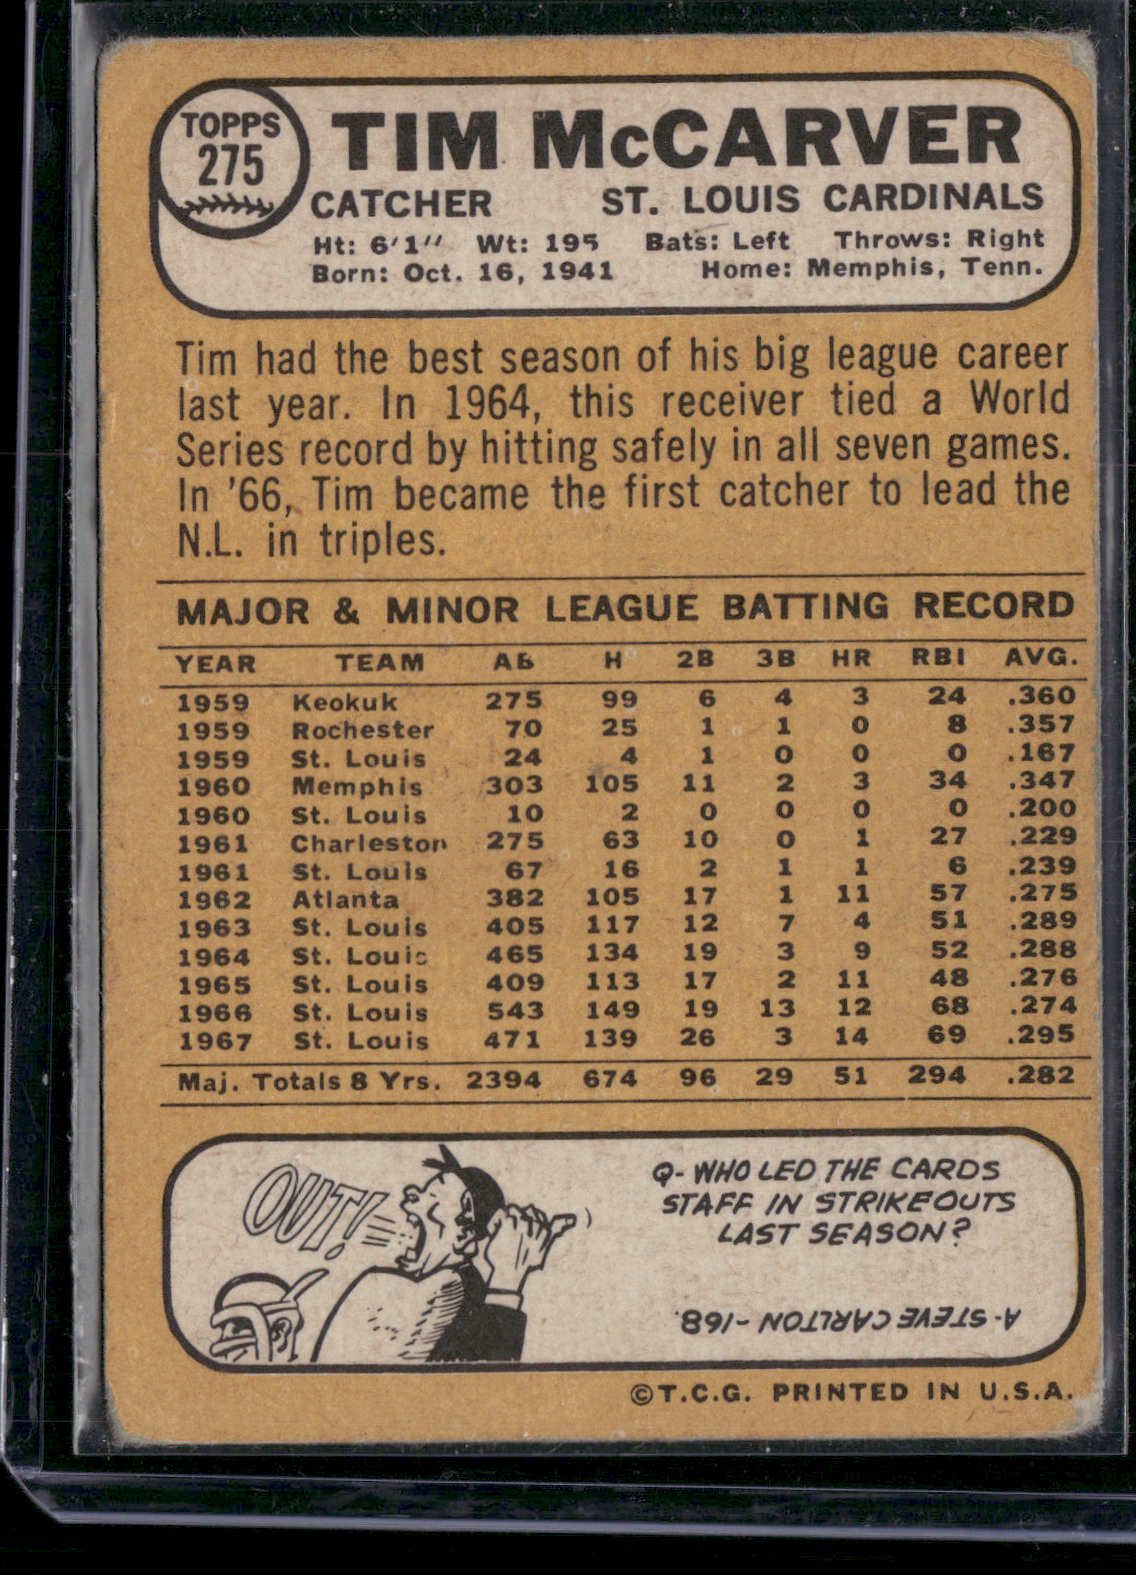 TOPPS
275
TIM McCARVER
CATCHER ST. LOUIS CARDINALS
Ht: 6'1" Wt: 195 Bats: Left Throws: Right
Born: Oct. 16, 1941 Home: Memphis, Tenn.
Tim had the best season of his big league career
last year. In 1964, this receiver tied a World
Series record by hitting safely in all seven games.
In '66, Tim became the first catcher to lead the
N.L. in triples.
MAJOR & MINOR LEAGUE BATTING RECORD
YEAR TEAM AB H 2B 3B HR RBI AVG.
1959 Keokuk 275 99 6 4 3 24 .360
1959 Rochester 70 25 1 1 0 8 .357
1959 St. Louis 24 4 1 0 0 0 .167
1960 Memphis 303 105 11 2 3 34 .347
1960 St. Louis 10 2 0 0 0 0 .200
1961 Charleston 275 63 10 0 1 27 .229
1961 St. Louis 67 16 2 1 1 6 .239
1962 Atlanta 382 105 17 1 11 57 .275
1963 St. Louis 405 117 12 7 4 51 .289
1964 St. Louis 465 134 19 3 9 52 .288
1965 St. Louis 409 113 17 2 11 48 .276
1966 St. Louis 543 149 19 13 12 68 .274
1967 St. Louis 471 139 26 3 14 69 .295
Maj. Totals 8 Yrs. 2394 674 96 29 51 294 .282
OUT!
Q- WHO LED THE CARDS
STAFF IN STRIKEOUTS
LAST SEASON?
A- STEVE CARLTON -168.
©T.C.G. PRINTED IN U.S.A.